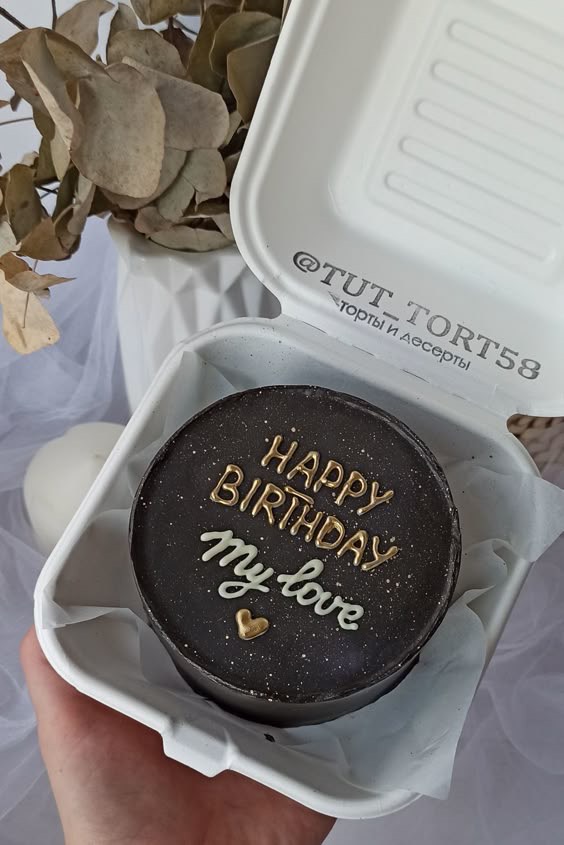 @TUT_TORT58
торты и десерты
HAPPY
BIRTHDAY
My love